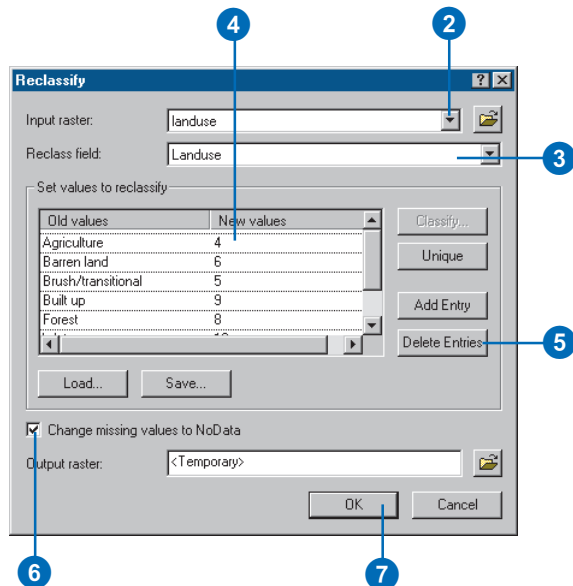 4
2
Reclassify
Input raster: landuse
Reclass field: Landuse
3
Set values to reclassify
Old values New values
Agriculture 4
Barren land 6
Brush/transitional 5
Built up 9
Forest 8
Classify...
Unique
Add Entry
Delete Entries
5
Load... Save...
Change missing values to NoData
Output raster: <Temporary>
OK Cancel
6
7